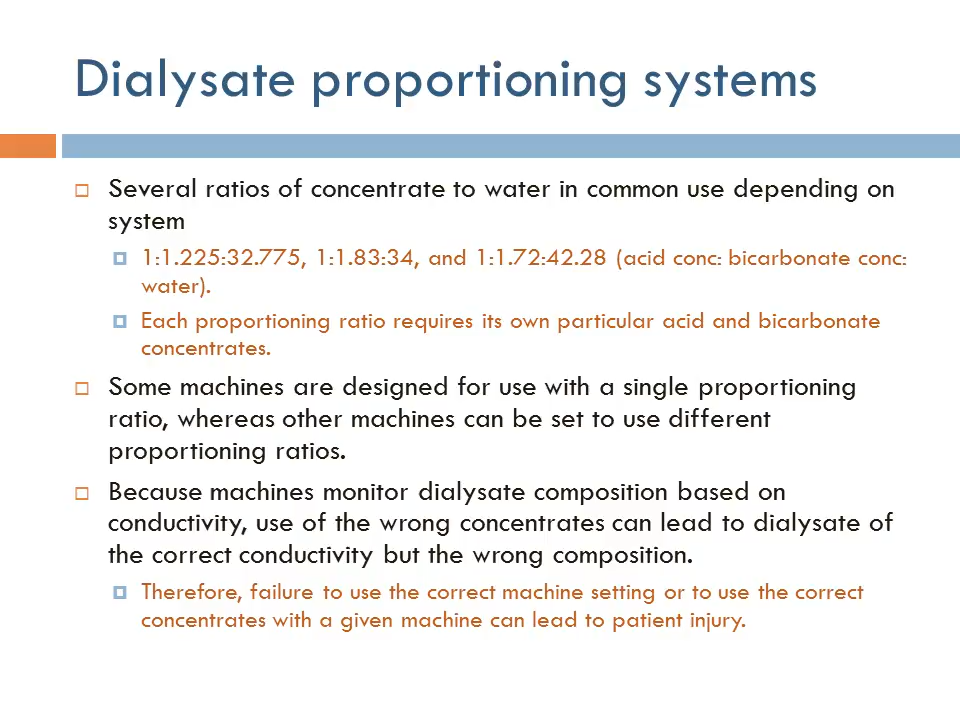 Dialysate proportioning systems
Several ratios of concentrate to water in common use depending on
system
1:1.225:32.775, 1:1.83:34, and 1:1.72:42.28 (acid conc: bicarbonate conc:
water).
Each proportioning ratio requires its own particular acid and bicarbonate
concentrates.
Some machines are designed for use with a single proportioning
ratio, whereas other machines can be set to use different
proportioning ratios.
Because machines monitor dialysate composition based on
conductivity, use of the wrong concentrates can lead to dialysate of
the correct conductivity but the wrong composition.
Therefore, failure to use the correct machine setting or to use the correct
concentrates with a given machine can lead to patient injury.